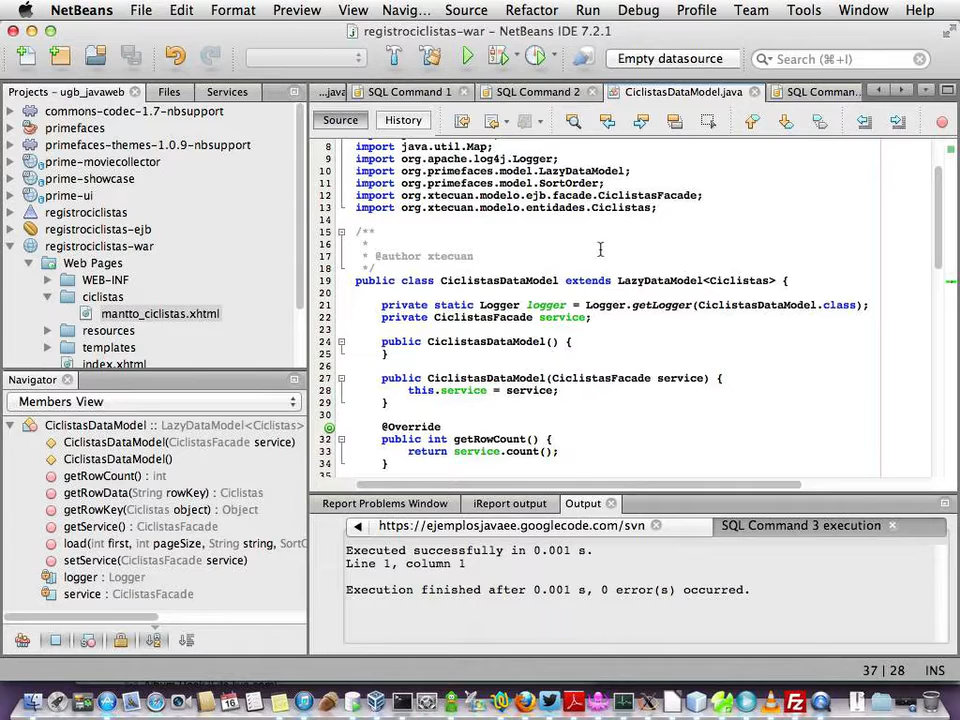 NetBeans File Edit Format Preview View Navig... Source Refactor Run Debug Profile Team Tools Window Help
registrociclistas-war - NetBeans IDE 7.2.1
Empty datasource
Search (⌘+I)
Projects - ugb_javaweb Files Services
...java SQL Command 1 SQL Command 2 CiclistasDataModel.java SQL Comman...
commons-codec-1.7-nbsupport
primefaces
primefaces-themes-1.0.9-nbsupport
prime-moviecollector
prime-showcase
prime-ui
registrociclistas
registrociclistas-ejb
registrociclistas-war
Web Pages
WEB-INF
ciclistas
mantto_ciclistas.xhtml
resources
templates
index.xhtml
Source History
8 import java.util.Map;
9 import org.apache.log4j.Logger;
10 import org.primefaces.model.LazyDataModel;
11 import org.primefaces.model.SortOrder;
12 import org.xtecuan.modelo.ejb.facade.CiclistasFacade;
13 import org.xtecuan.modelo.entidades.Ciclistas;
14
15 /**
16 *
17 * @author xtecuan
18 */
19 public class CiclistasDataModel extends LazyDataModel<Ciclistas> {
20
21 private static Logger logger = Logger.getLogger(CiclistasDataModel.class);
22 private CiclistasFacade service;
23
24 public CiclistasDataModel() {
25 }
26
27 public CiclistasDataModel(CiclistasFacade service) {
28 this.service = service;
29 }
30
@Override
32 public int getRowCount() {
33 return service.count();
34 }
35
Navigator
Members View
CiclistasDataModel :: LazyDataModel<Ciclistas>
CiclistasDataModel(CiclistasFacade service)
CiclistasDataModel()
getRowCount() : int
getRowData(String rowKey) : Ciclistas
getRowKey(Ciclistas object) : Object
getService() : CiclistasFacade
load(int first, int pageSize, String string, SortO
setService(CiclistasFacade service)
logger : Logger
service : CiclistasFacade
Report Problems Window iReport output Output
https://ejemplosjavaee.googlecode.com/svn SQL Command 3 execution
Executed successfully in 0.001 s.
Line 1, column 1
Execution finished after 0.001 s, 0 error(s) occurred.
37 | 28 INS